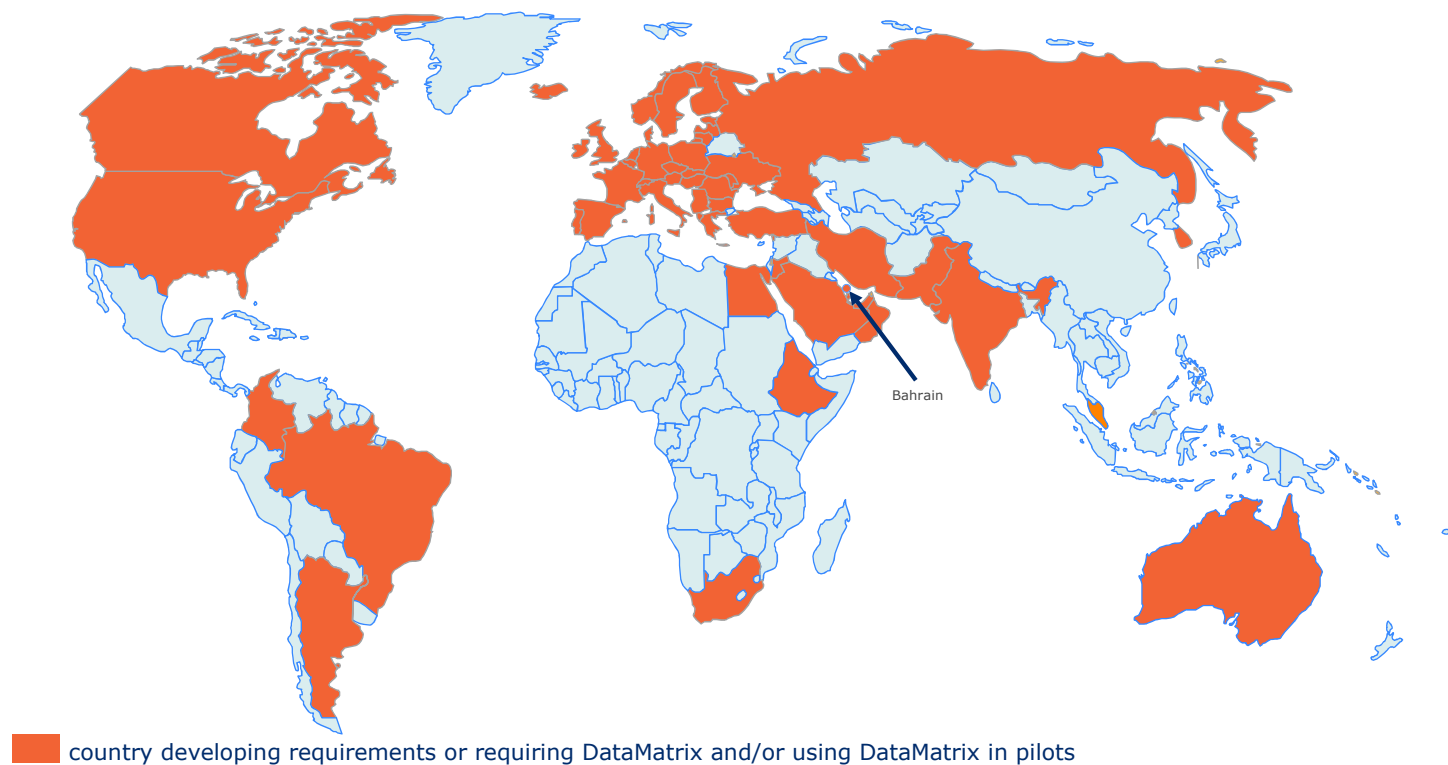 Bahrain
country developing requirements or requiring DataMatrix and/or using DataMatrix in pilots